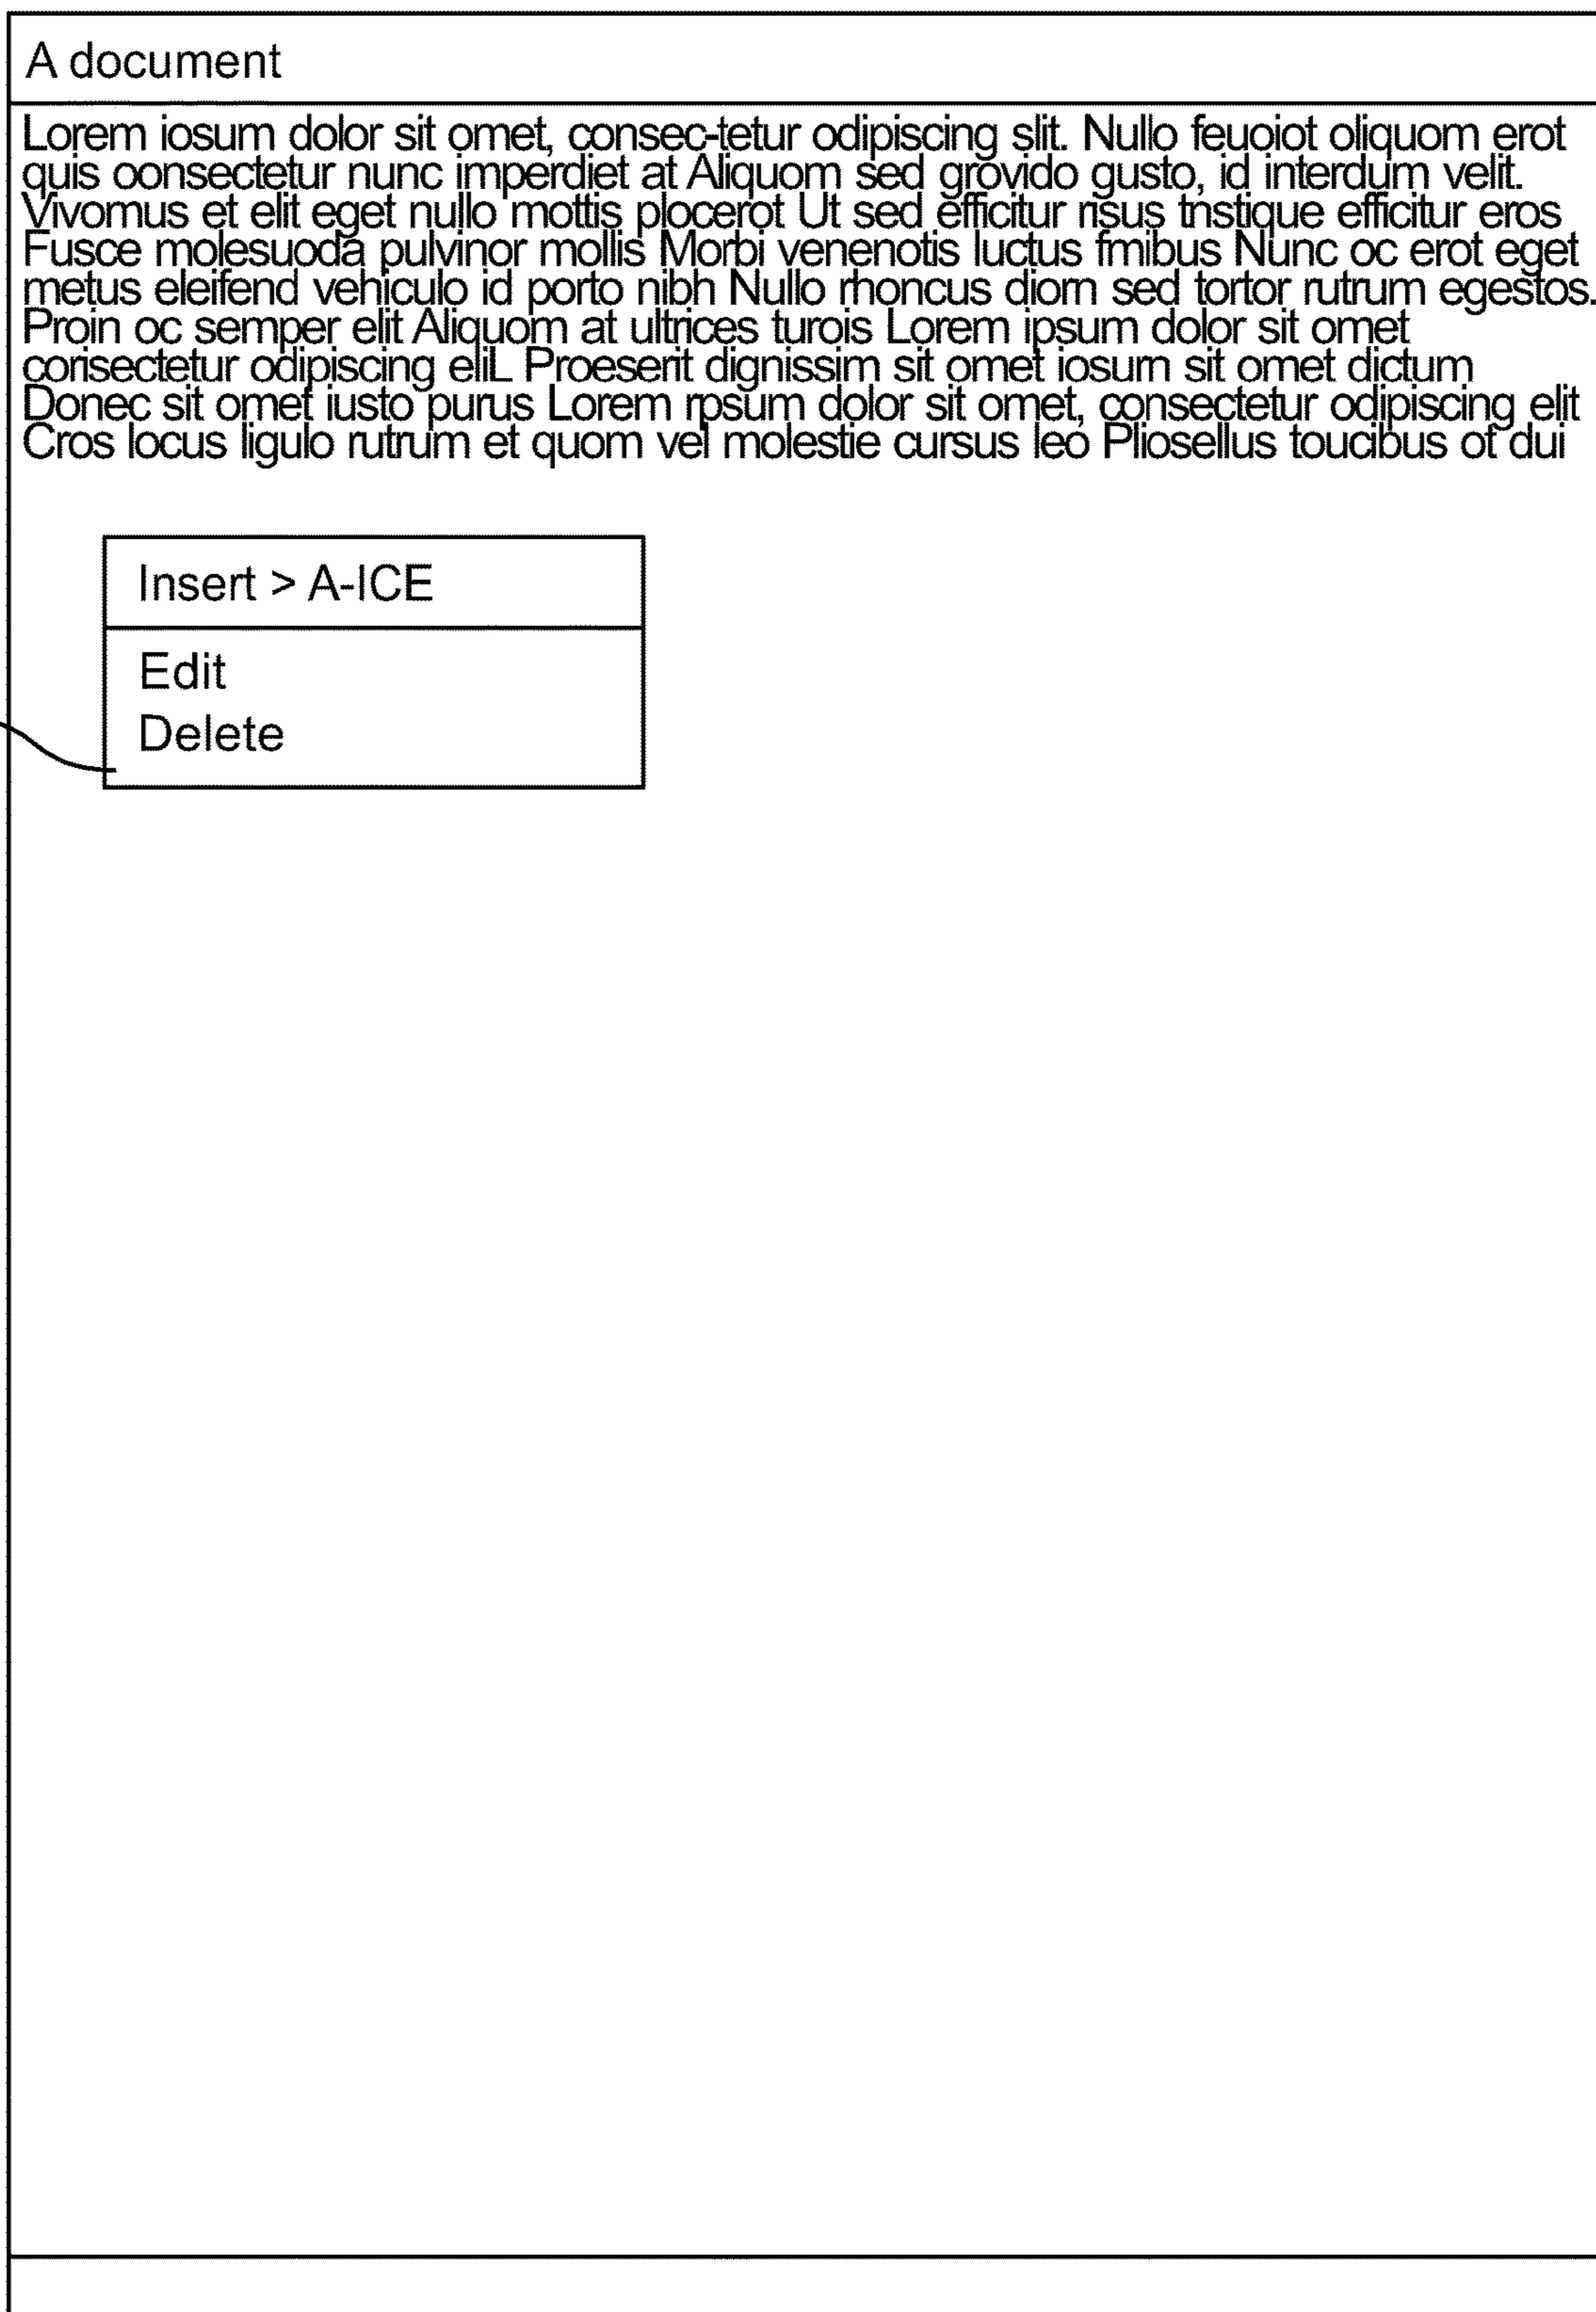 A document
Lorem iosum dolor sit omet, consec-tetur odipiscing slit. Nullo feuoiot oliquom erot
quis oonsectetur nunc imperdiet at Aliquom sed grovido gusto, id interdum velit.
Vivomus et elit eget nullo mottis plocerot Ut sed efficitur risus tnstique efficitur eros
Fusce molesuoda pulvinor mollis Morbi venenotis luctus fmibus Nunc oc erot eget
metus eleifend vehiculo id porto nibh Nullo rhoncus diom sed tortor rutrum egestos.
Proin oc semper elit Aliquom at ultrices turois Lorem ipsum dolor sit omet
corisectetur odipiscing eliL Proesent dignissim sit omet iosum sit omet dictum
Donec sit omet iusto purus Lorem rpsum dolor sit omet, consectetur odipiscing elit
Cros locus ligulo rutrum et quom vel molestie cursus leo Pliosellus toucibus of dui
Insert > A-ICE
Edit
Delete